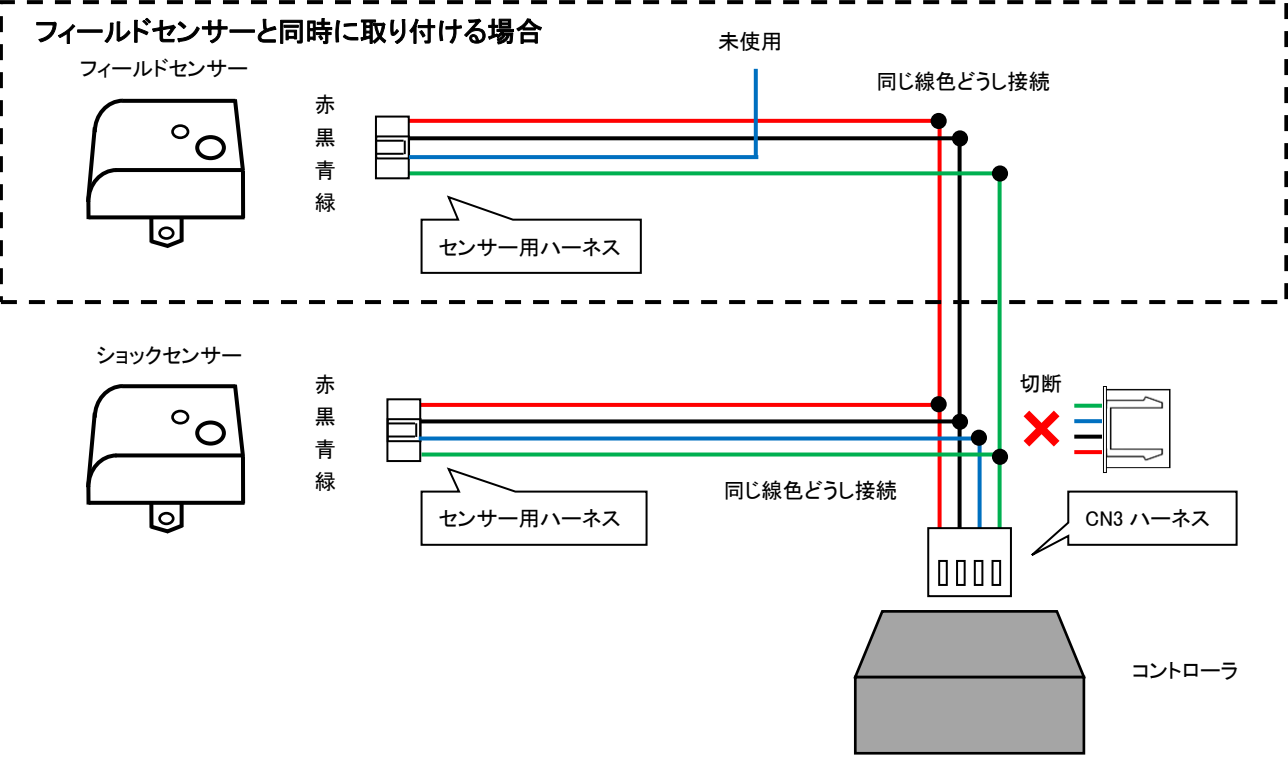 フィールドセンサーと同時に取り付ける場合
未使用
フィールドセンサー
同じ線色どうし接続
赤
黒
青
緑
センサー用ハーネス
ショックセンサー
赤
黒
青
緑
切断
同じ線色どうし接続
センサー用ハーネス
CN3 ハーネス
コントローラ